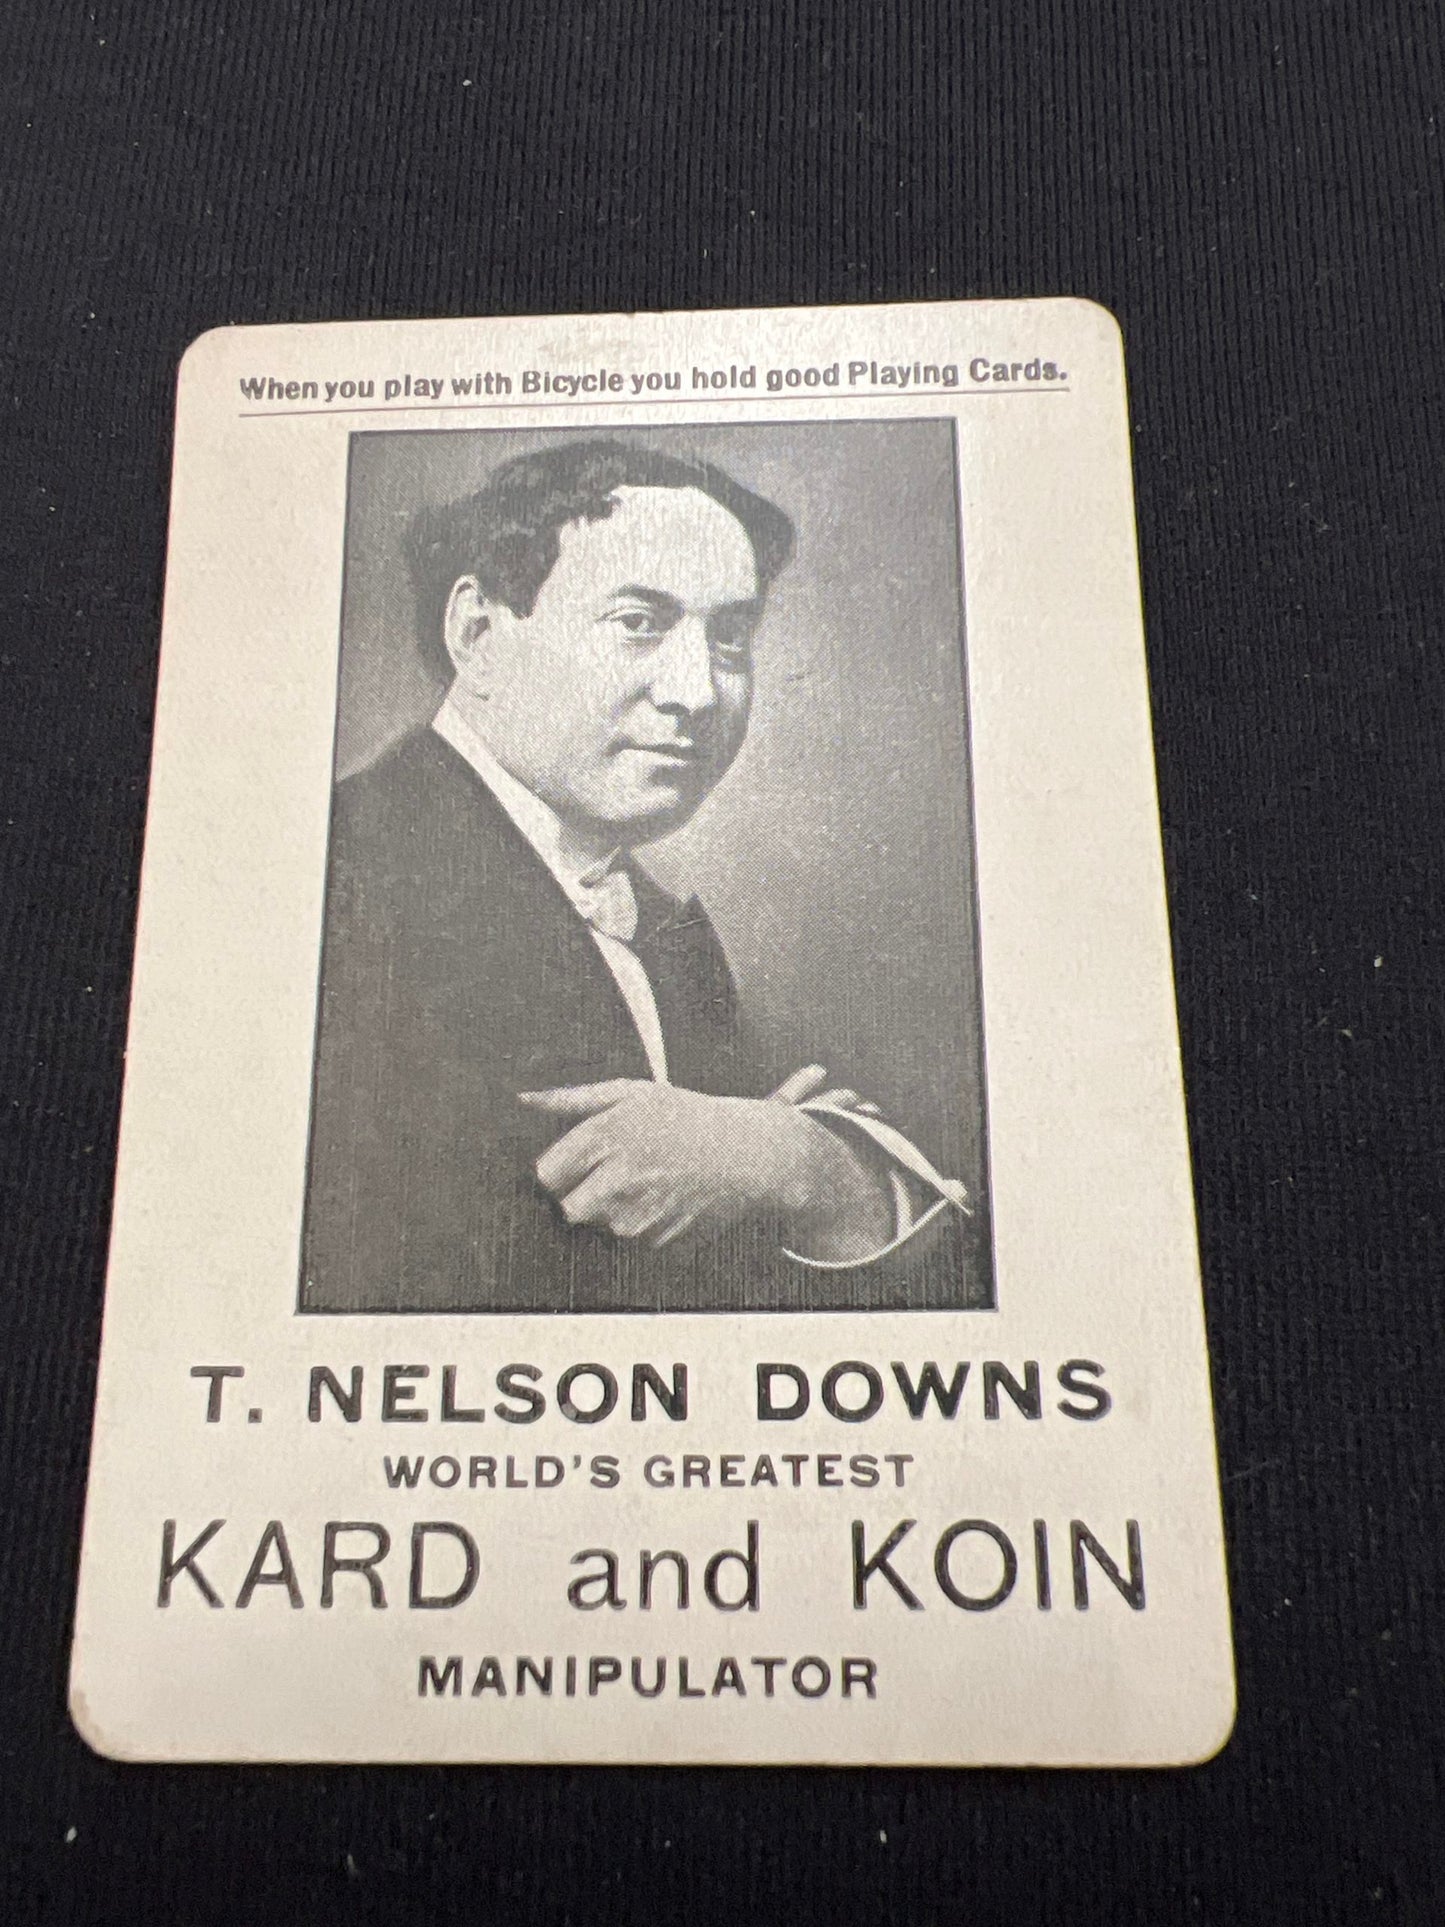 When you play with Bicycle you hold good Playing Cards.
T. NELSON DOWNS
WORLD'S GREATEST
KARD and KOIN
MANIPULATOR